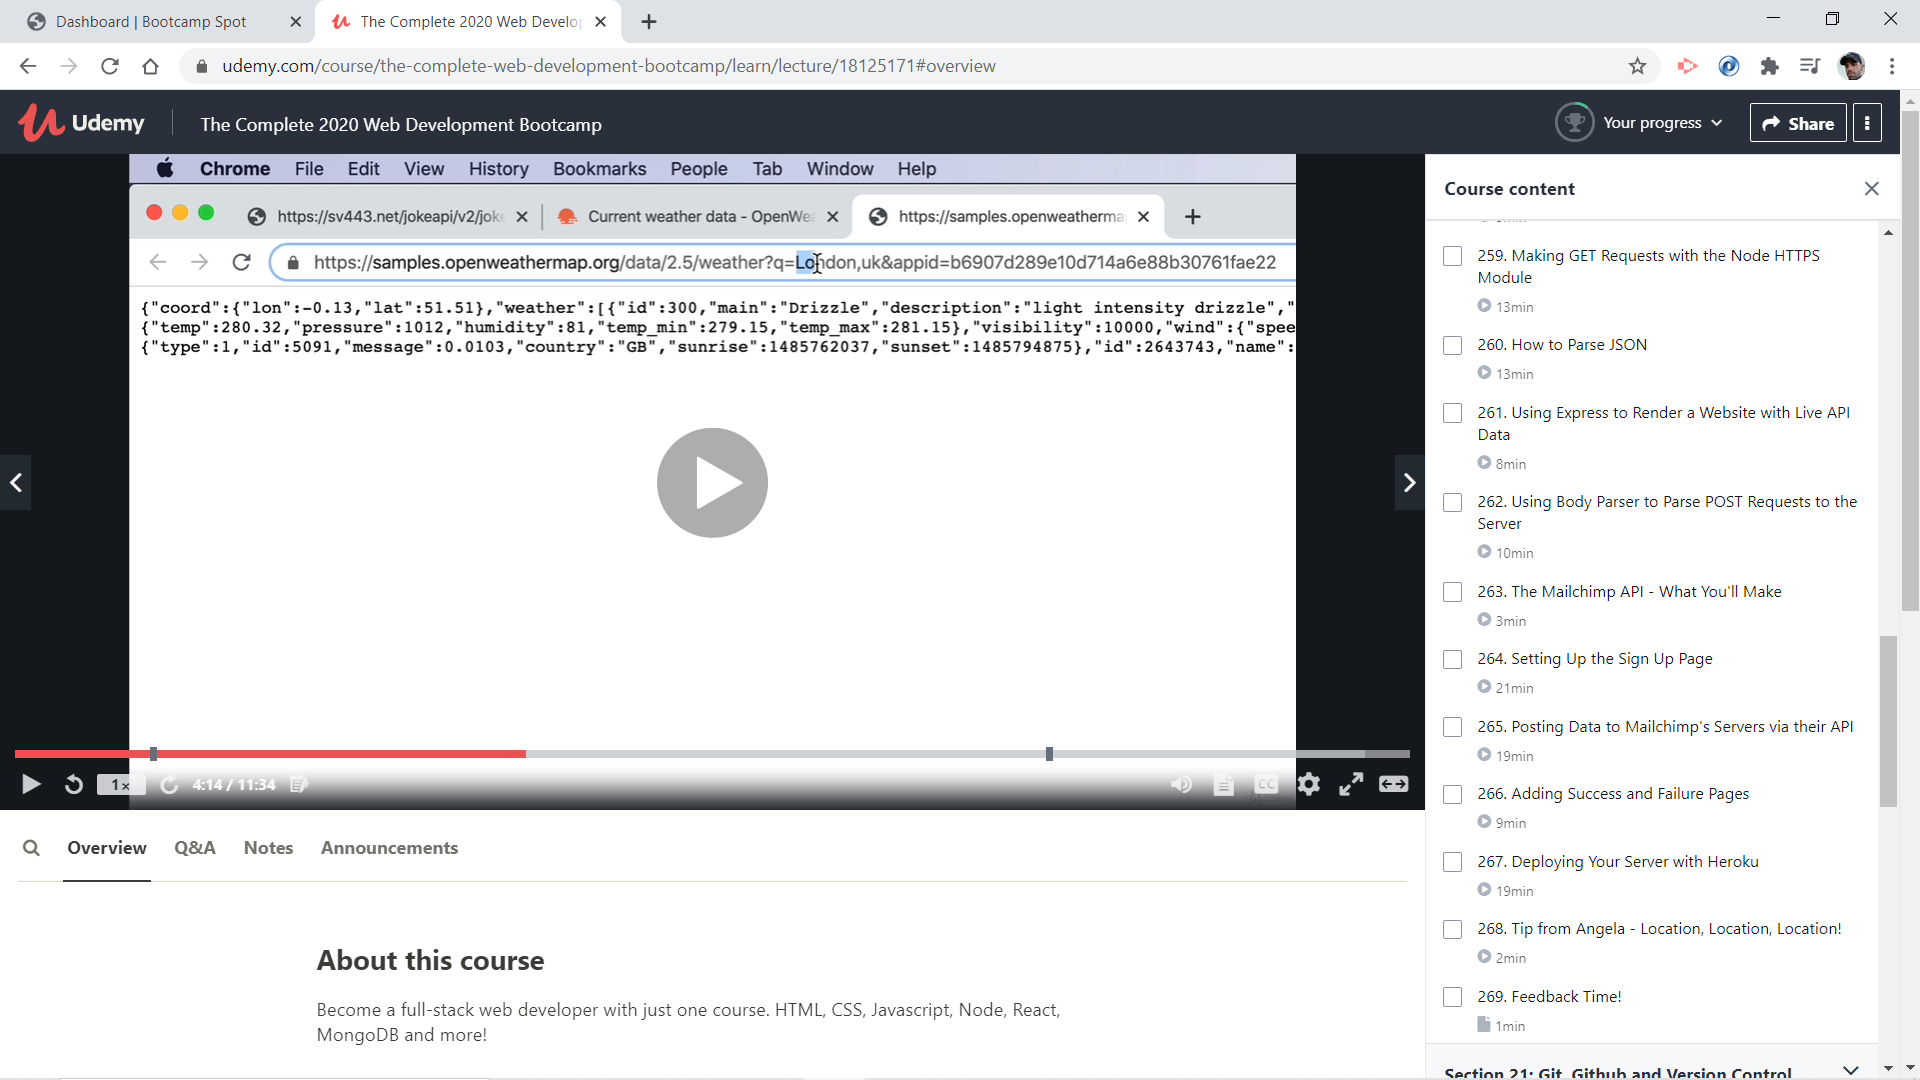 Dashboard | Bootcamp Spot
The Complete 2020 Web Develop
udemy.com/course/the-complete-web-development-bootcamp/learn/lecture/18125171#overview
Udemy
The Complete 2020 Web Development Bootcamp
Your progress
Share
Chrome File Edit View History Bookmarks People Tab Window Help
https://sv443.net/jokeapi/v2/joke
Current weather data - OpenWea
https://samples.openweatherma
https://samples.openweathermap.org/data/2.5/weather?q=London,uk&appid=b6907d289e10d714a6e88b30761fae22
{"coord":{"lon":-0.13,"lat":51.51},"weather":[{"id":300,"main":"Drizzle","description":"light intensity drizzle","
{"temp":280.32,"pressure":1012,"humidity":81,"temp_min":279.15,"temp_max":281.15},"visibility":10000,"wind":{"spee
{"type":1,"id":5091,"message":0.0103,"country":"GB","sunrise":1485762037,"sunset":1485794875},"id":2643743,"name":
1x
4:14 / 11:34
CC
Overview Q&A Notes Announcements
About this course
Become a full-stack web developer with just one course. HTML, CSS, Javascript, Node, React,
MongoDB and more!
Course content
259. Making GET Requests with the Node HTTPS
Module
13min
260. How to Parse JSON
13min
261. Using Express to Render a Website with Live API
Data
8min
262. Using Body Parser to Parse POST Requests to the
Server
10min
263. The Mailchimp API - What You'll Make
3min
264. Setting Up the Sign Up Page
21min
265. Posting Data to Mailchimp's Servers via their API
19min
266. Adding Success and Failure Pages
9min
267. Deploying Your Server with Heroku
19min
268. Tip from Angela - Location, Location, Location!
2min
269. Feedback Time!
1min
Section 21: Git, Github and Version Control